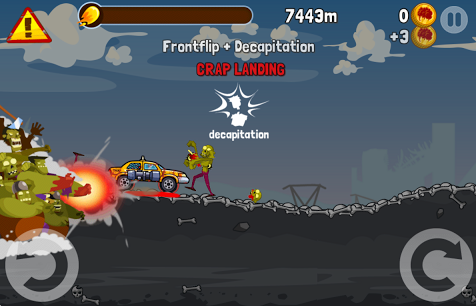 7443m
0
+3
Frontflip + Decapitation
CRAP LANDING
decapitation